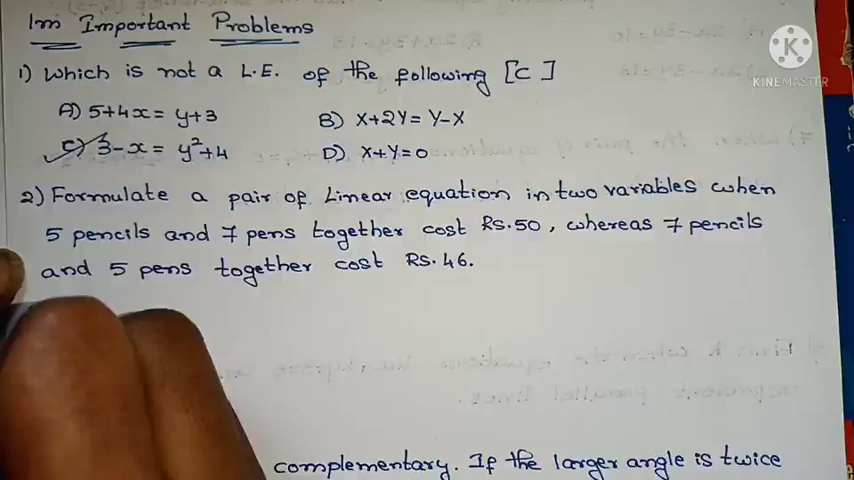 1m Important Problems
1) Which is not a L.E. of the following [C]
A) 5+4x = y+3
B) X+2Y = Y-X
C) 3-x = y²+4
D) X+Y=0
KINEMASTER
2) Formulate a pair of Linear equation in two variables when
5 pencils and 7 pens together cost Rs.50, whereas 7 pencils
and 5 pens together cost Rs.46.
complementary. If the larger angle is twice